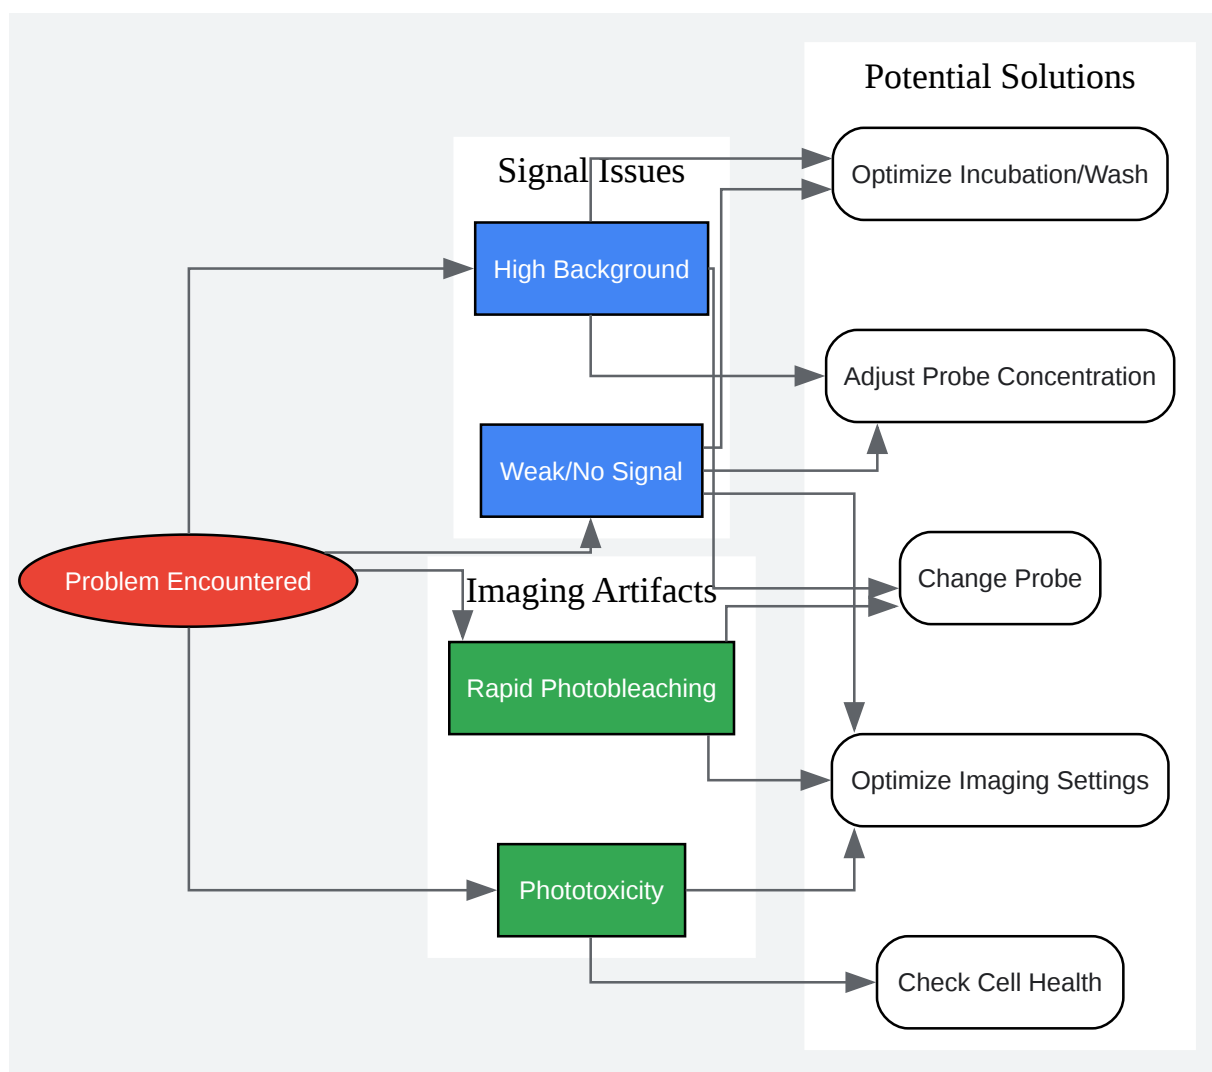 Potential Solutions
Signal Issues
Optimize Incubation/Wash
High Background
Adjust Probe Concentration
Weak/No Signal
Problem Encountered
Imaging Artifacts
Change Probe
Rapid Photobleaching
Optimize Imaging Settings
Phototoxicity
Check Cell Health